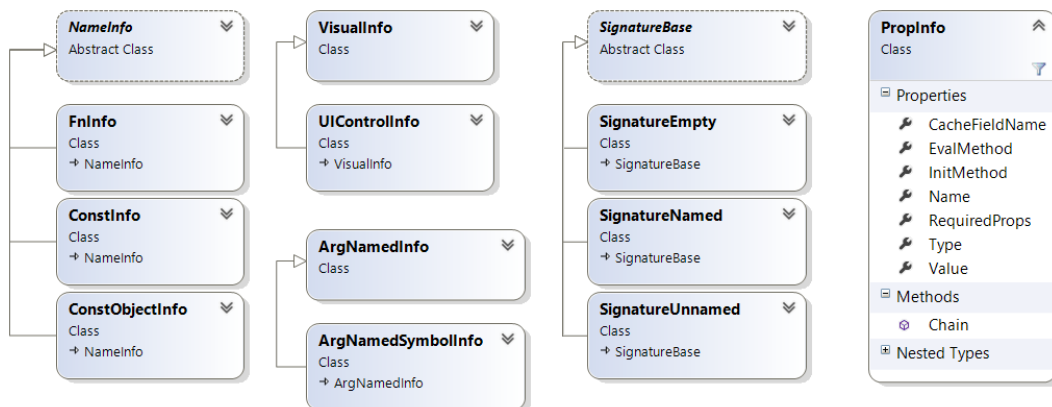 NameInfo
Abstract Class
FnInfo
Class
NameInfo
ConstInfo
Class
NameInfo
ConstObjectInfo
Class
NameInfo
VisualInfo
Class
UIControlInfo
Class
VisualInfo
ArgNamedInfo
Class
ArgNamedSymbolInfo
Class
ArgNamedInfo
SignatureBase
Abstract Class
SignatureEmpty
Class
SignatureBase
SignatureNamed
Class
SignatureBase
SignatureUnnamed
Class
SignatureBase
PropInfo
Class
Properties
CacheFieldName
EvalMethod
InitMethod
Name
RequiredProps
Type
Value
Methods
Chain
Nested Types